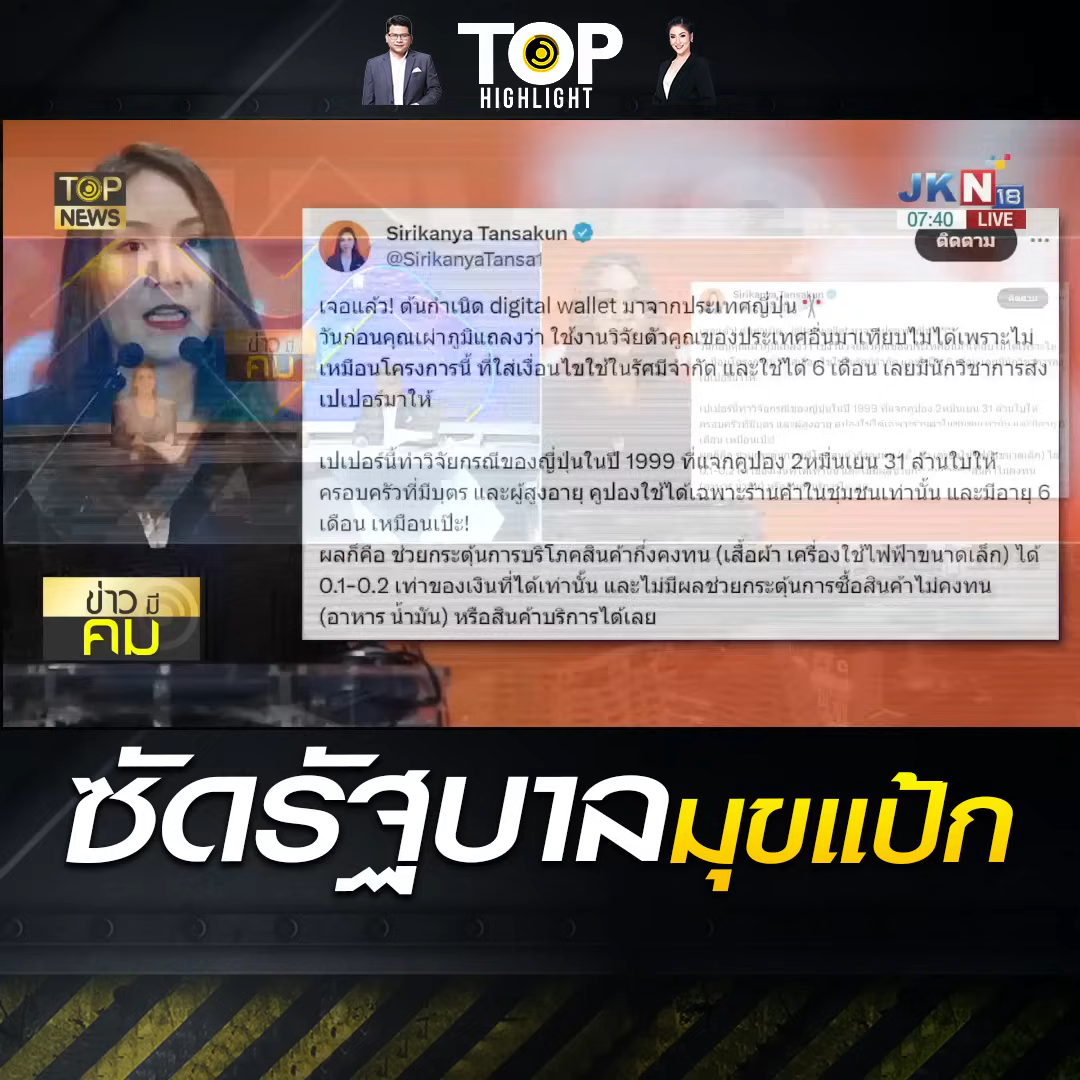 TOP
HIGHLIGHT
TOP
NEWS
JKN18
07:40 LIVE
Sirikanya Tansakun
@SirikanyaTansa1
ติดตาม
เจอแล้ว! ต้นกำเนิด digital wallet มาจากประเทศญี่ปุ่น
วันก่อนคุณเผ่าภูมิแถลงว่า ใช้งานวิจัยตัวคูณของประเทศอื่นมาเทียบไม่ได้เพราะไม่
เหมือนโครงการนี้ ที่ใส่เงื่อนไขใช้ในรัศมีจำกัด และใช้ได้ 6 เดือน เลยมีนักวิชาการส่ง
เปเปอร์มาให้
เปเปอร์นี้ทำวิจัยกรณีของญี่ปุ่นในปี 1999 ที่แจกคูปอง 2หมื่นเยน 31 ล้านใบให้
ครอบครัวที่มีบุตร และผู้สูงอายุ คูปองใช้ได้เฉพาะร้านค้าในชุมชนเท่านั้น และมีอายุ 6
เดือน เหมือนเป๊ะ!
ผลก็คือ ช่วยกระตุ้นการบริโภคสินค้ากึ่งคงทน (เสื้อผ้า เครื่องใช้ไฟฟ้าขนาดเล็ก) ได้
0.1-0.2 เท่าของเงินที่ได้เท่านั้น และไม่มีผลช่วยกระตุ้นการซื้อสินค้าไม่คงทน
(อาหาร น้ำมัน) หรือสินค้าบริการได้เลย
ข่าวมี
คม
ซัดรัฐบาลมุขแป้ก